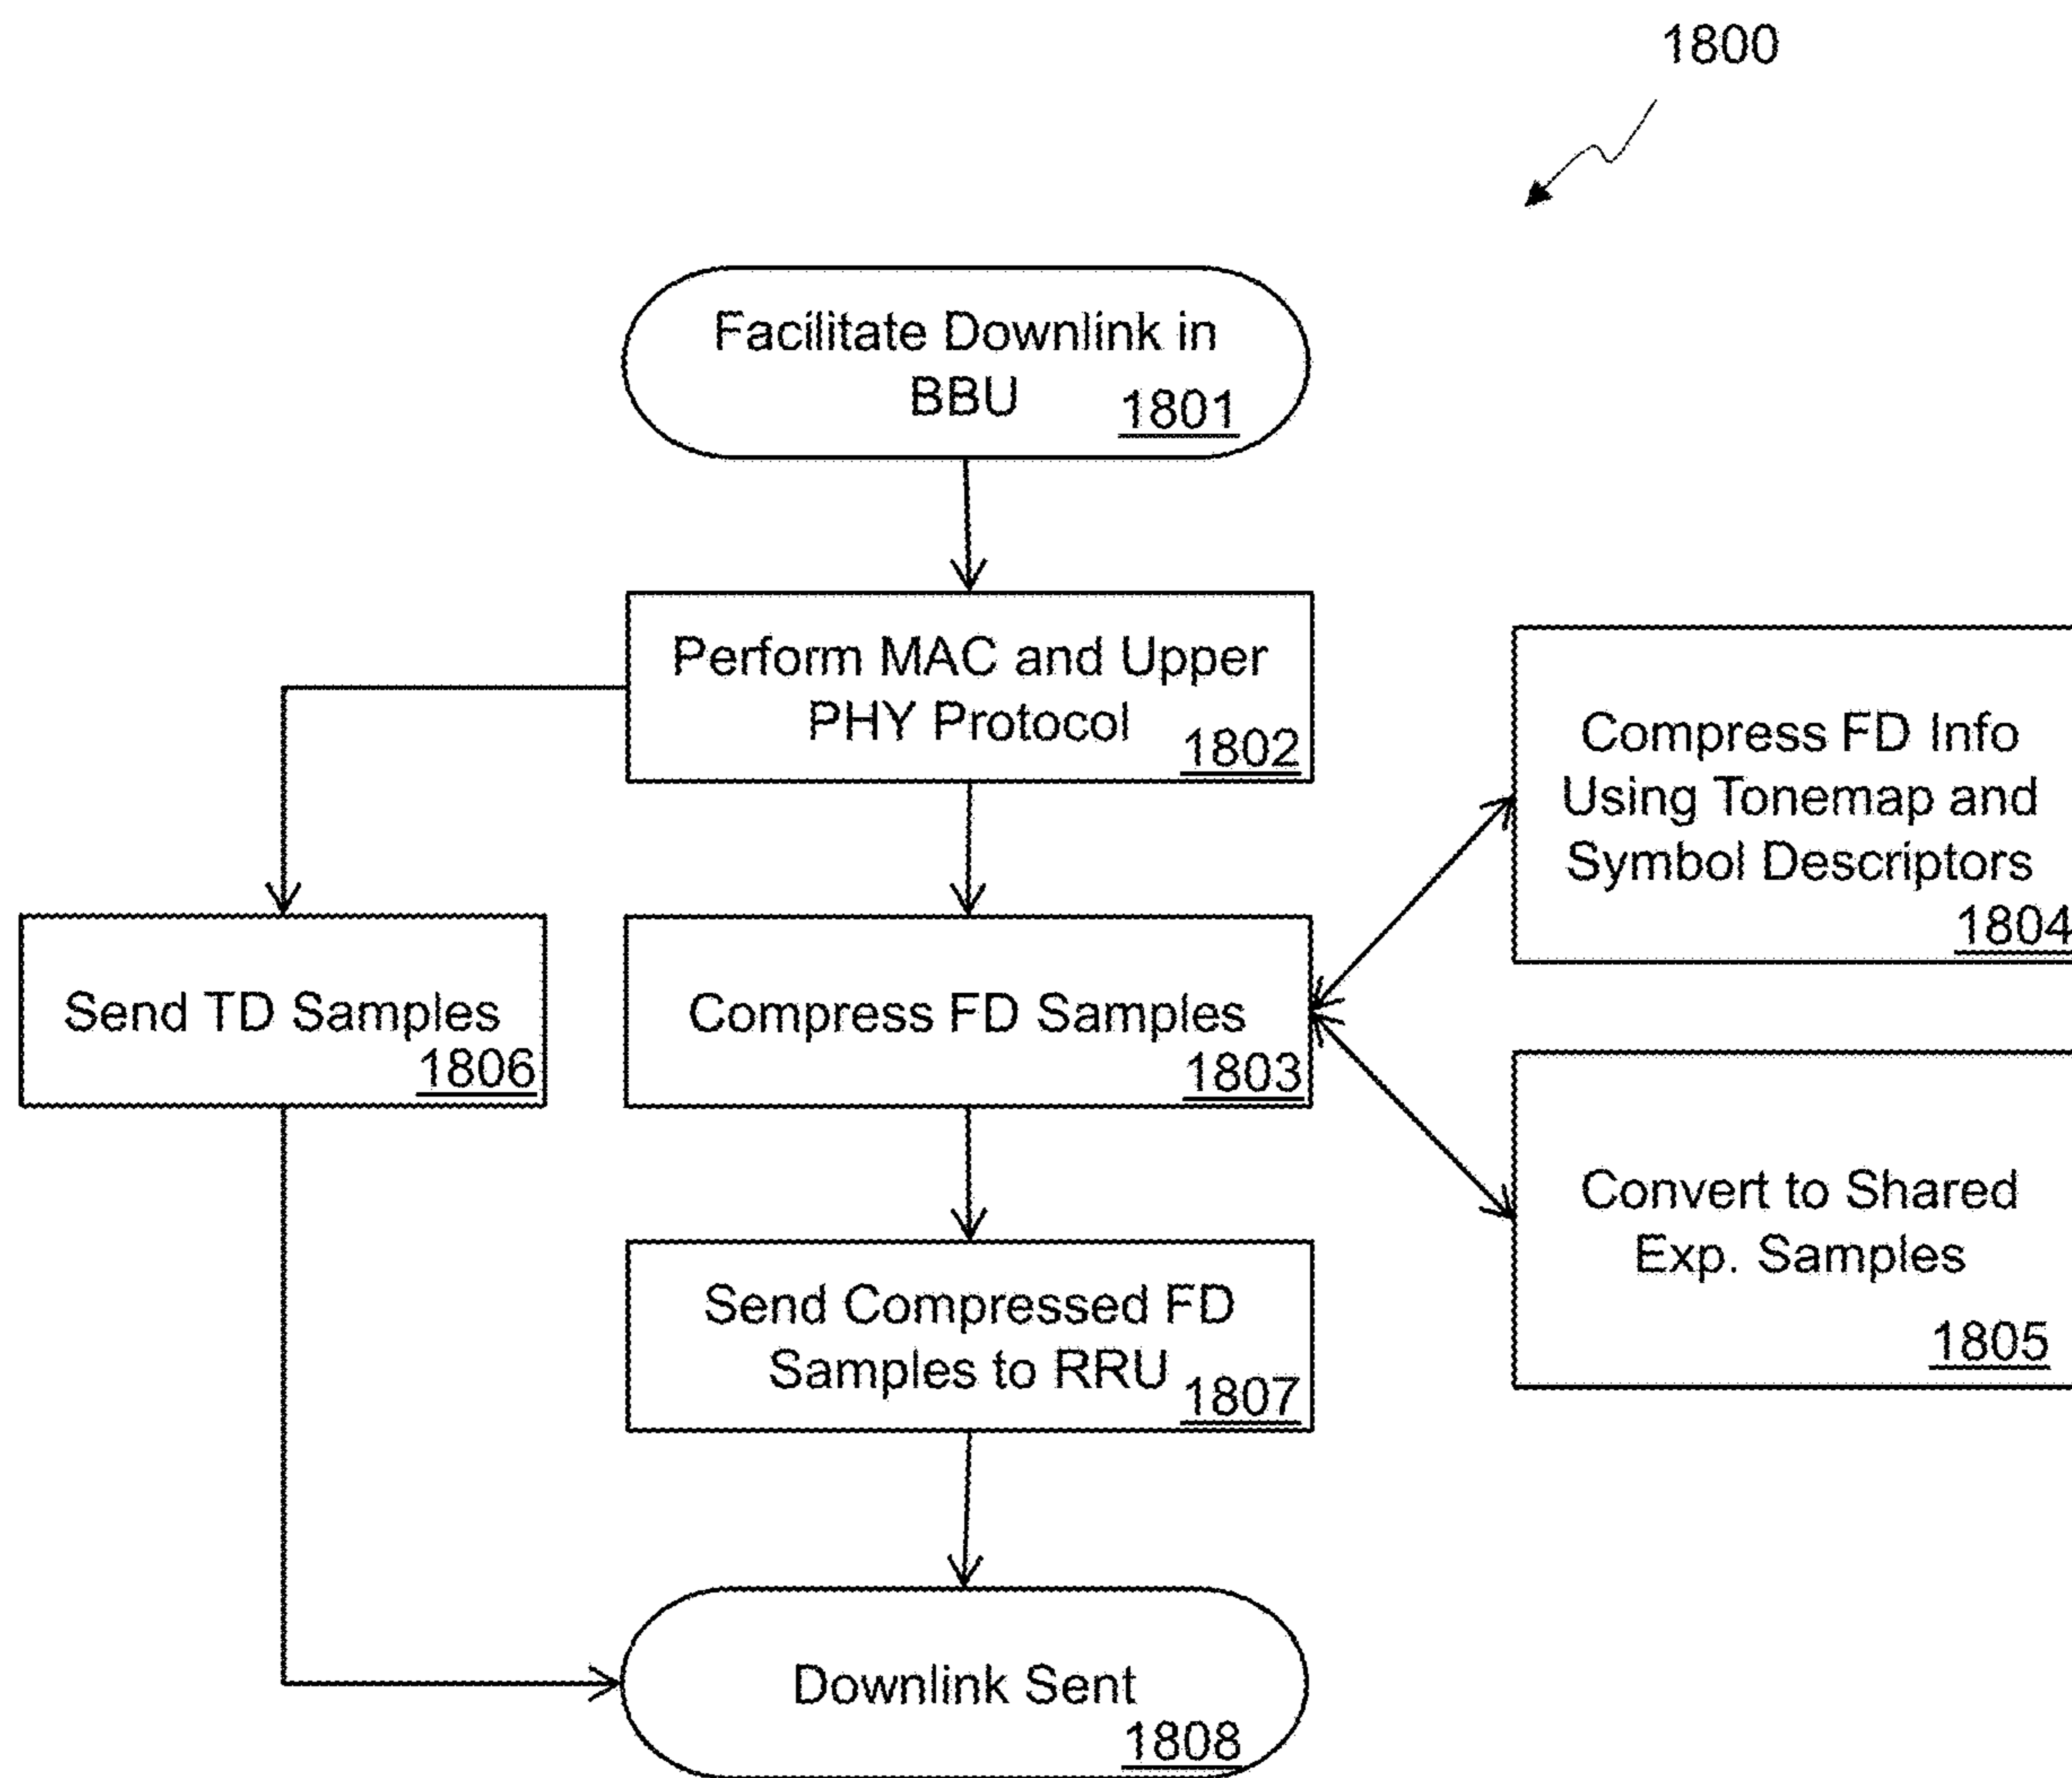 1800
Facilitate Downlink in
BBU
1801
Perform MAC and Upper
PHY Protocol
1802
Compress FD Info
Using Tonemap and
Symbol Descriptors
1804
Send TD Samples
1806
Compress FD Samples
1803
Convert to Shared
Exp. Samples
1805
Send Compressed FD
Samples to RRU
1807
Downlink Sent
1808